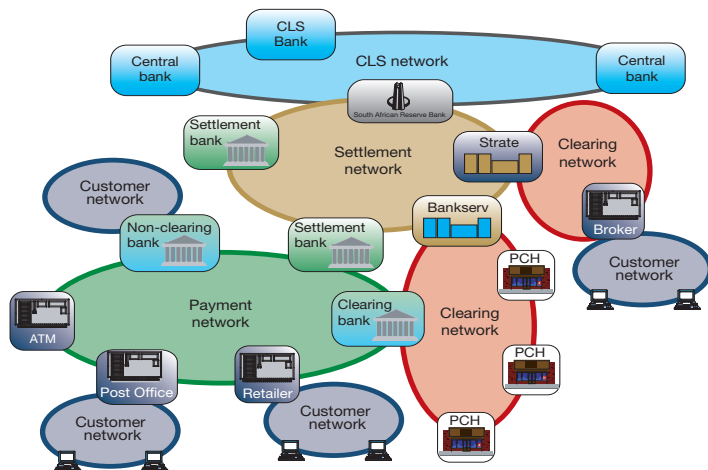 CLS
Bank
CLS network
Central
bank
Central
bank
South African Reserve Bank
Settlement
bank
Settlement
network
Strate
Clearing
network
Customer
network
Bankserv
Broker
Non-clearing
bank
Settlement
bank
PCH
Customer
network
Payment
network
Clearing
bank
Clearing
network
ATM
PCH
Post Office
Retailer
Customer
network
Customer
network
PCH